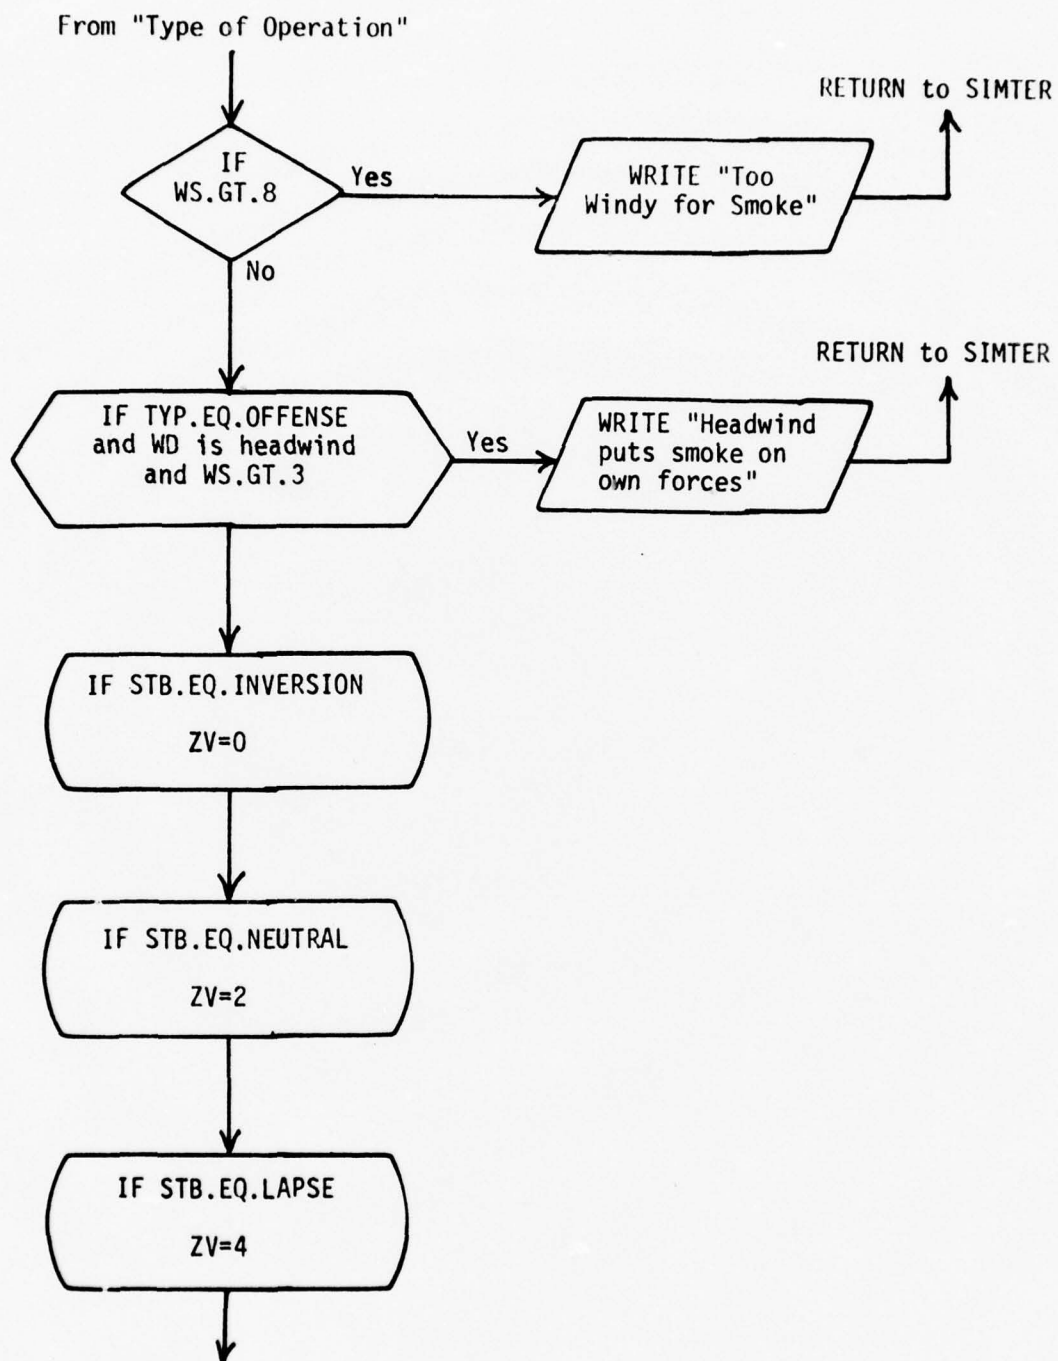 From "Type of Operation"
RETURN to SIMTER
IF
WS.GT.8
Yes
WRITE "Too
Windy for Smoke"
No
RETURN to SIMTER
IF TYP.EQ.OFFENSE
and WD is headwind
and WS.GT.3
Yes
WRITE "Headwind
puts smoke on
own forces"
IF STB.EQ.INVERSION
ZV=0
IF STB.EQ.NEUTRAL
ZV=2
IF STB.EQ.LAPSE
ZV=4